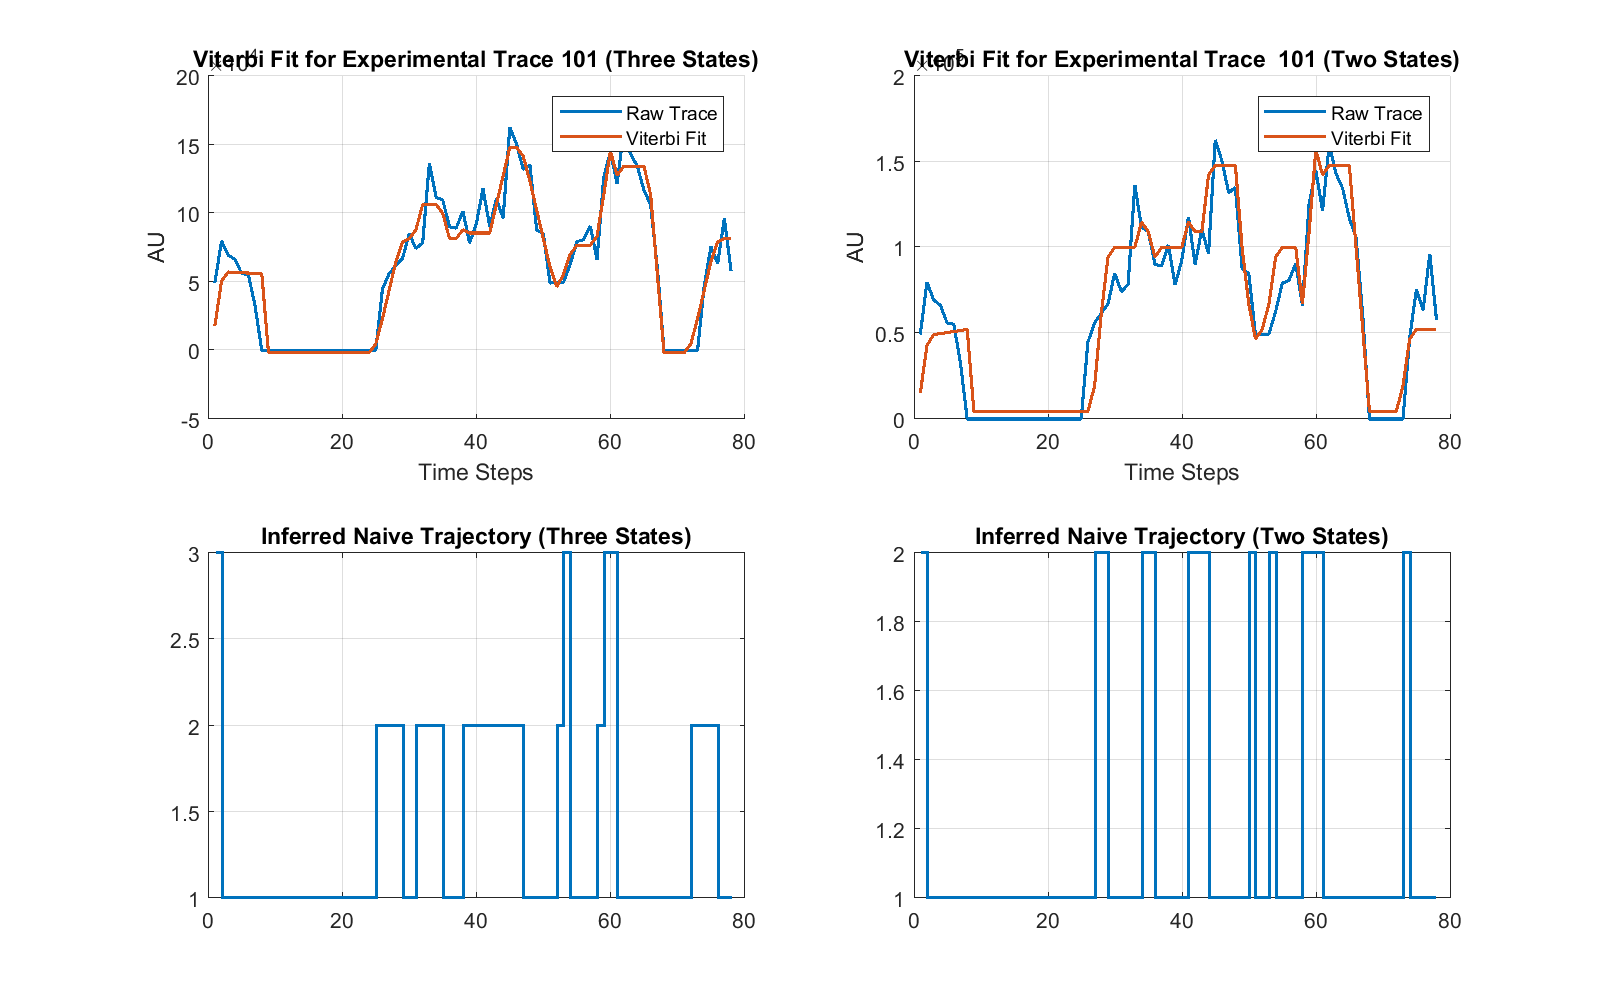 Viterbi Fit for Experimental Trace 101 (Three States)
20
15
10
5
0
-5
AU
Raw Trace
Viterbi Fit
0 20 40 60 80
Time Steps
Viterbi Fit for Experimental Trace 101 (Two States)
2
1.5
1
0.5
0
AU
Raw Trace
Viterbi Fit
0 20 40 60 80
Time Steps
Inferred Naive Trajectory (Three States)
3
2.5
2
1.5
1
0 20 40 60 80
Inferred Naive Trajectory (Two States)
2
1.8
1.6
1.4
1.2
1
0 20 40 60 80